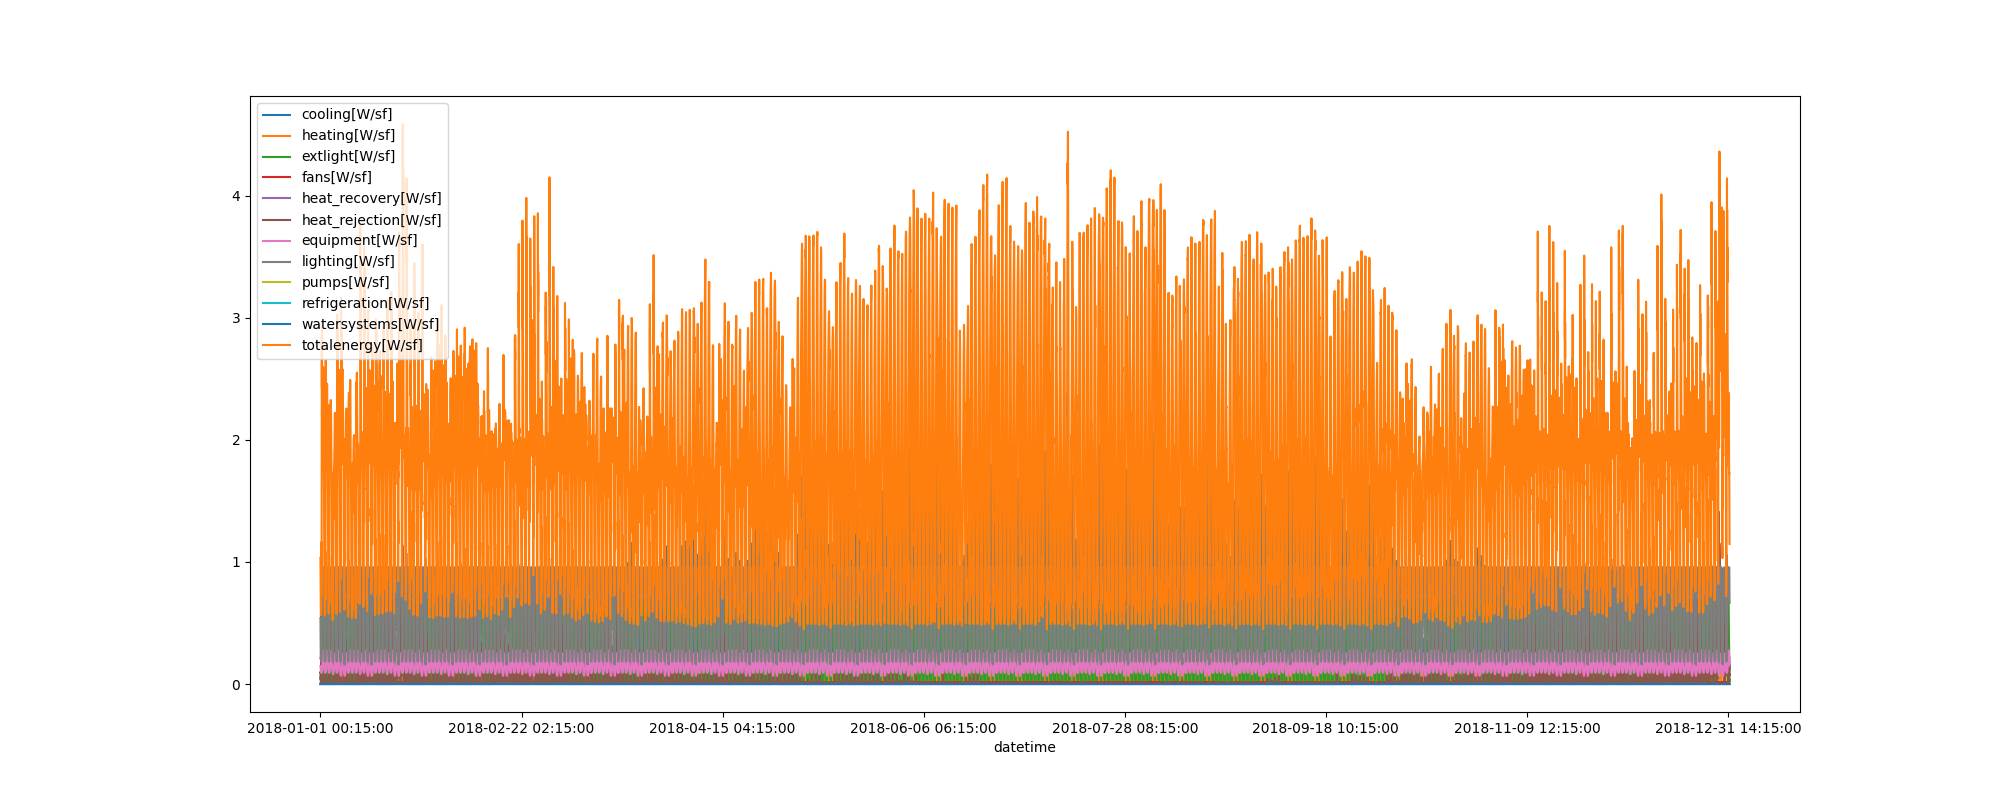 cooling[W/sf]
heating[W/sf]
extlight[W/sf]
fans[W/sf]
heat_recovery[W/sf]
heat_rejection[W/sf]
equipment[W/sf]
lighting[W/sf]
pumps[W/sf]
refrigeration[W/sf]
watersystems[W/sf]
totalenergy[W/sf]
4
3
2
1
0
2018-01-01 00:15:00 2018-02-22 02:15:00 2018-04-15 04:15:00 2018-06-06 06:15:00 2018-07-28 08:15:00 2018-09-18 10:15:00 2018-11-09 12:15:00 2018-12-31 14:15:00
datetime